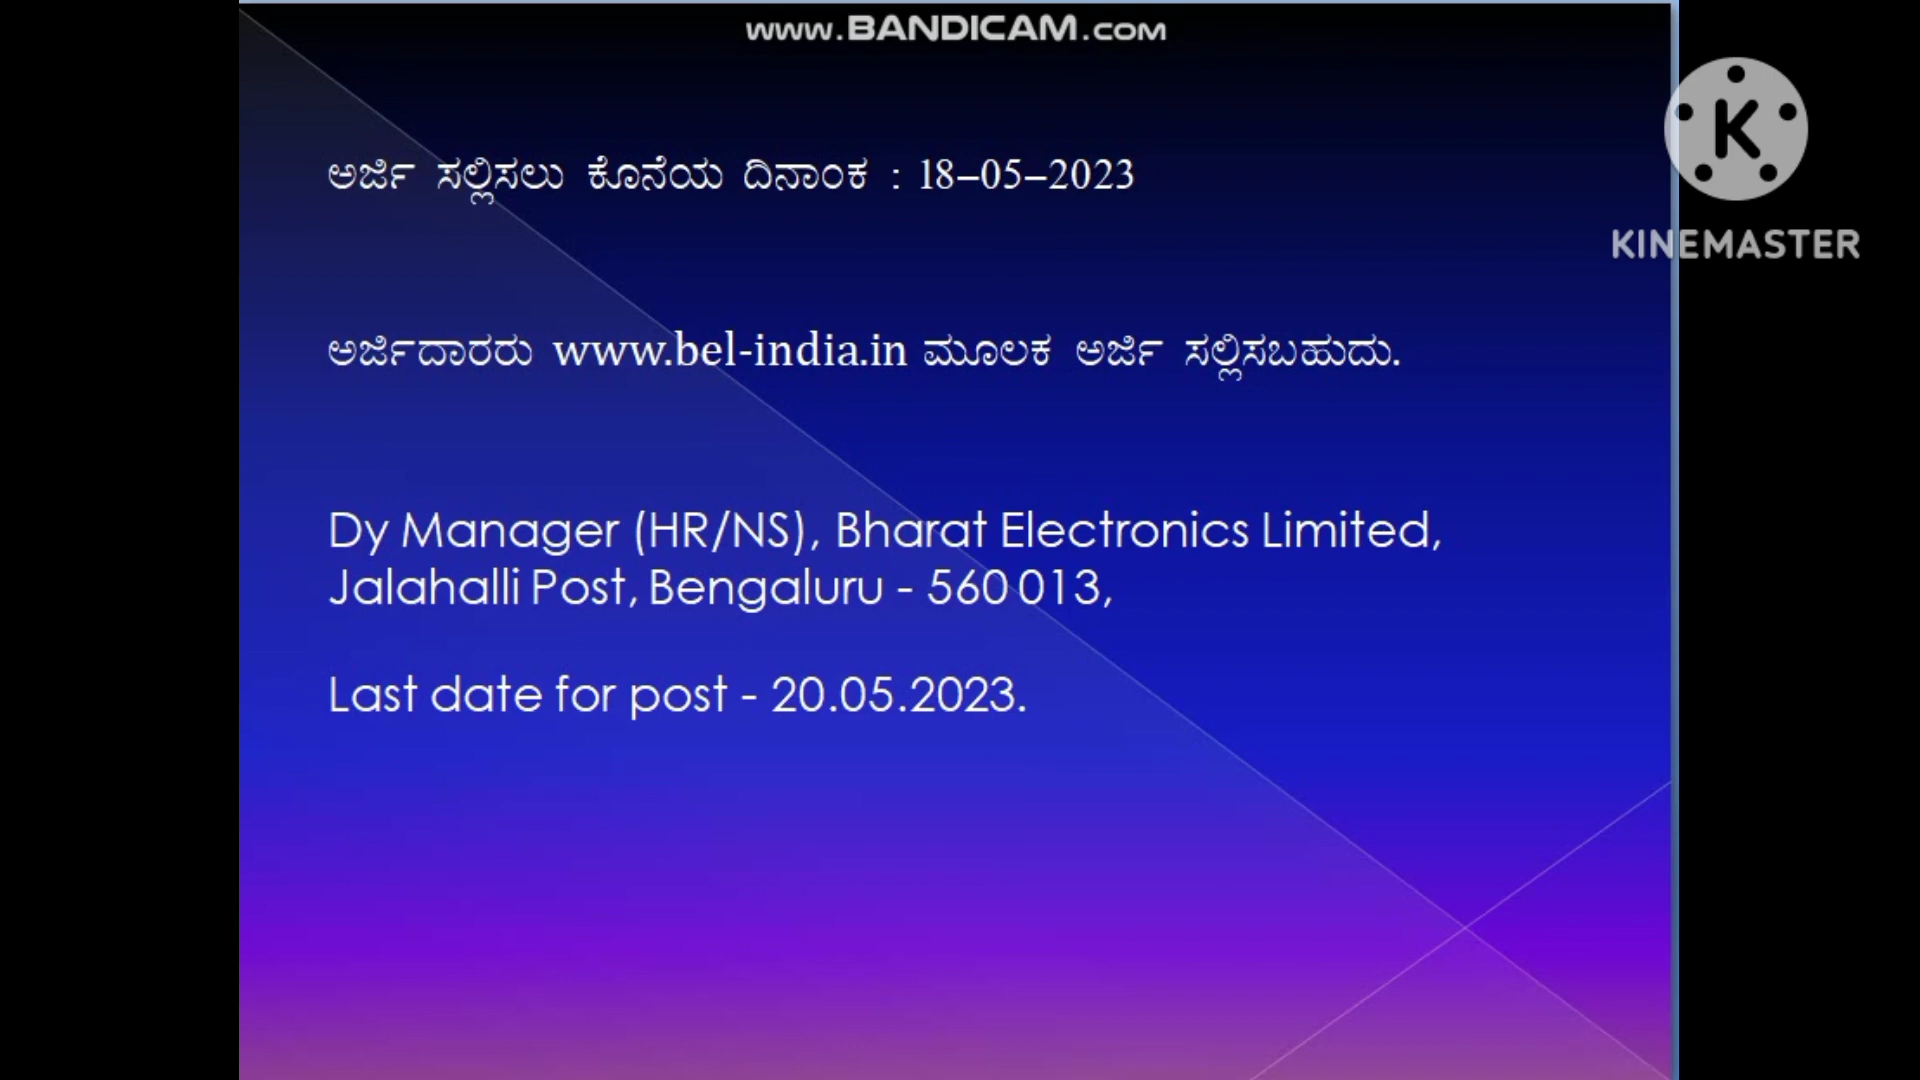 www.BANDICAM.com
ಅರ್ಜಿ ಸಲ್ಲಿಸಲು ಕೊನೆಯ ದಿನಾಂಕ : 18–05–2023
KINEMASTER
ಅರ್ಜಿದಾರರು www.bel-india.in ಮೂಲಕ ಅರ್ಜಿ ಸಲ್ಲಿಸಬಹುದು.
Dy Manager (HR/NS), Bharat Electronics Limited,
Jalahalli Post, Bengaluru - 560 013,
Last date for post - 20.05.2023.